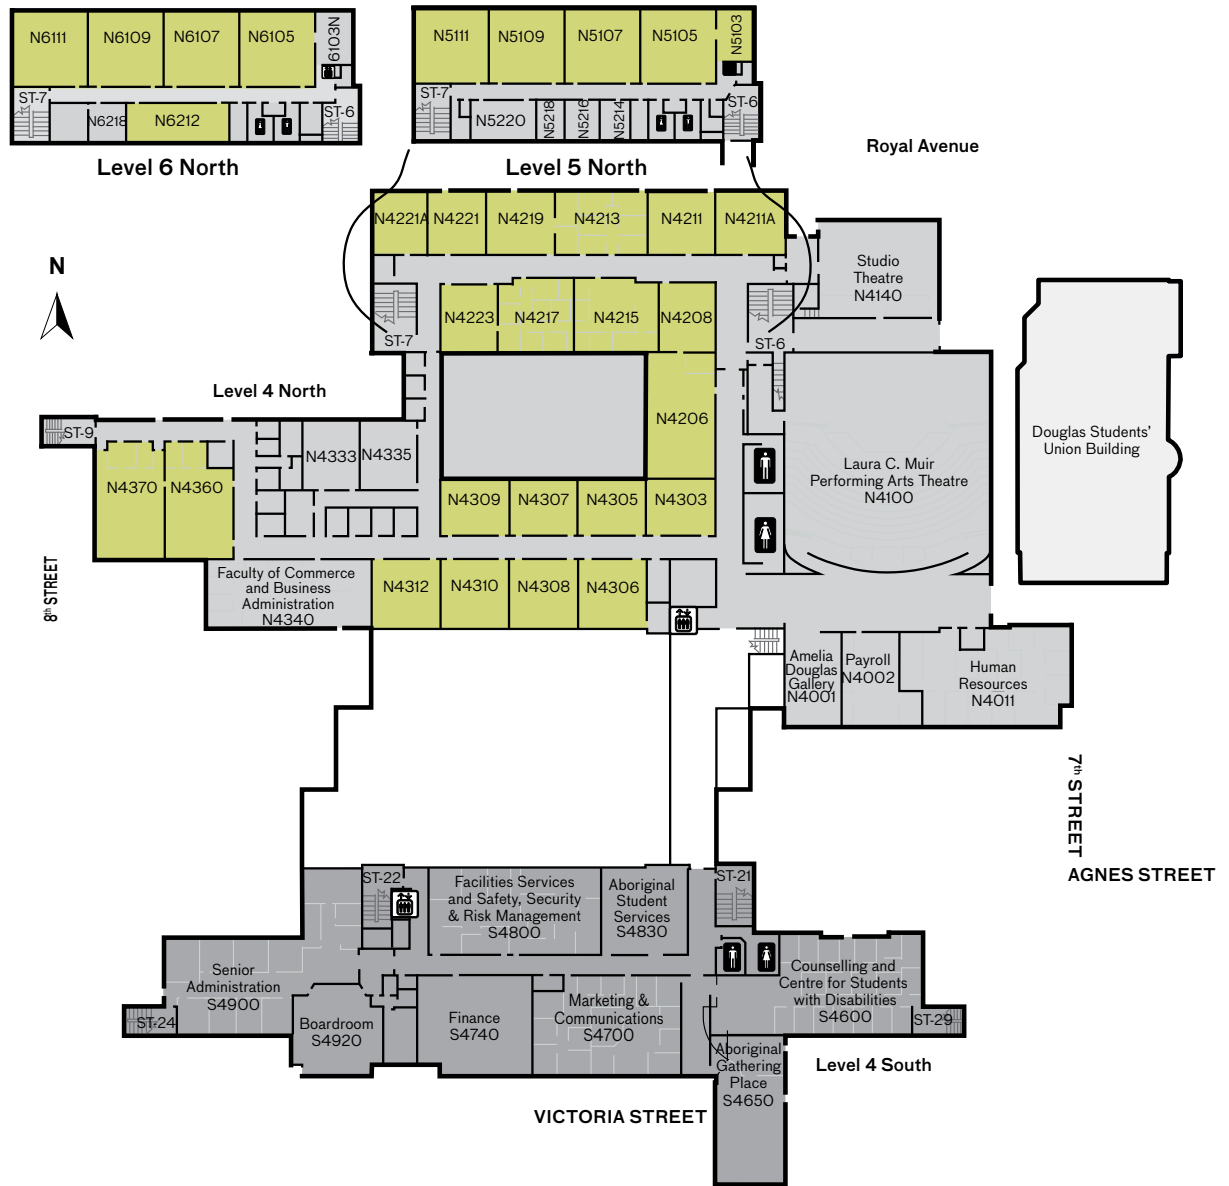 N6111
N6109
N6107
N6105
6103N
ST-7
N6218
N6212
ST-6
Level 6 North
N5111
N5109
N5107
N5105
N5103
ST-7
N5220
N5218
N5216
N5214
ST-6
Level 5 North
Royal Avenue
N
N4221A
N4221
N4219
N4213
N4211
N4211A
Studio
Theatre
N4140
N4223
N4217
N4215
N4208
ST-7
ST-6
Level 4 North
ST-9
N4333
N4335
N4206
N4370
N4360
Laura C. Muir
Performing Arts Theatre
N4100
Douglas Students'
Union Building
N4309
N4307
N4305
N4303
8th STREET
Faculty of Commerce
and Business
Administration
N4340
N4312
N4310
N4308
N4306
Amelia
Douglas
Gallery
N4001
Payroll
N4002
Human
Resources
N4011
7th STREET
AGNES STREET
ST-22
Facilities Services
and Safety, Security
& Risk Management
S4800
Aboriginal
Student
Services
S4830
ST-21
Senior
Administration
S4900
Counselling and
Centre for Students
with Disabilities
S4600
ST-24
Boardroom
S4920
Finance
S4740
Marketing &
Communications
S4700
ST-29
Aboriginal
Gathering
Place
S4650
Level 4 South
VICTORIA STREET